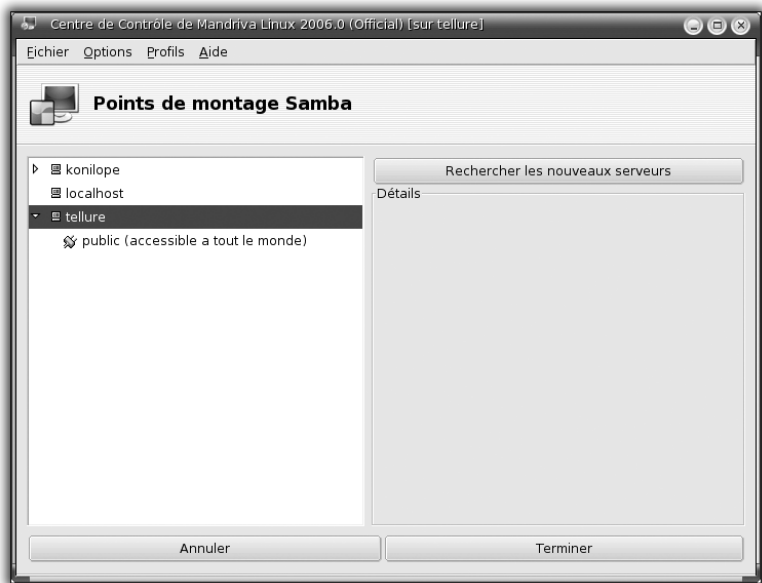 Centre de Contrôle de Mandriva Linux 2006.0 (Official) [sur tellure]
Fichier Options Profils Aide
Points de montage Samba
konilope
localhost
tellure
public (accessible a tout le monde)
Rechercher les nouveaux serveurs
Détails
Annuler
Terminer